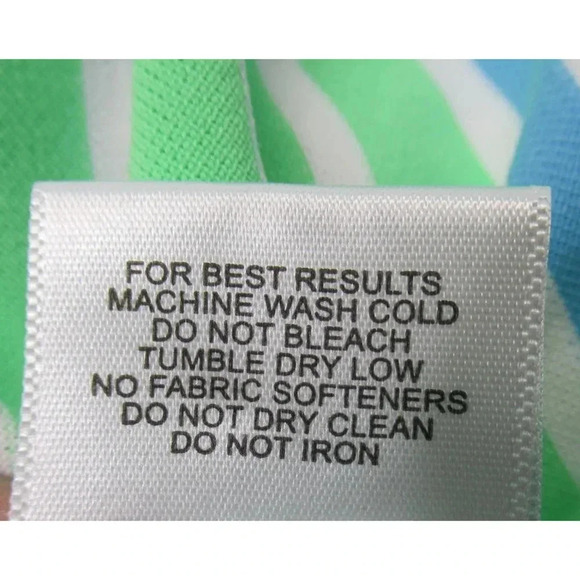 FOR BEST RESULTS
MACHINE WASH COLD
DO NOT BLEACH
TUMBLE DRY LOW
NO FABRIC SOFTENERS
DO NOT DRY CLEAN
DO NOT IRON